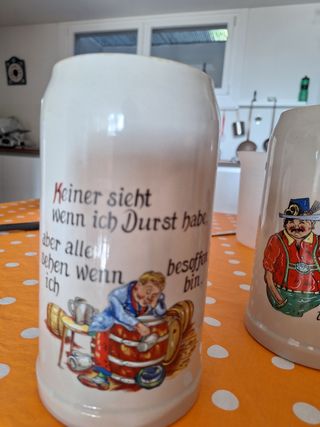 Keiner sieht
wenn ich Durst habe,
aber alle
sehen wenn
ich
besoffen
bin..